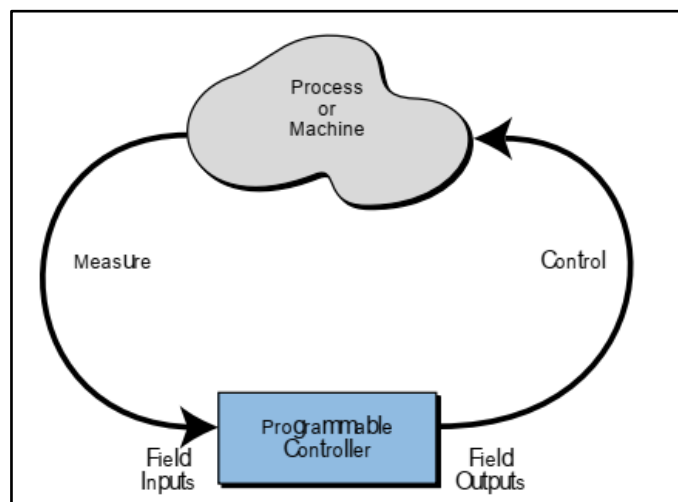 Process
or
Machine
Measure
Control
Programmable
Controller
Field
Inputs
Field
Outputs